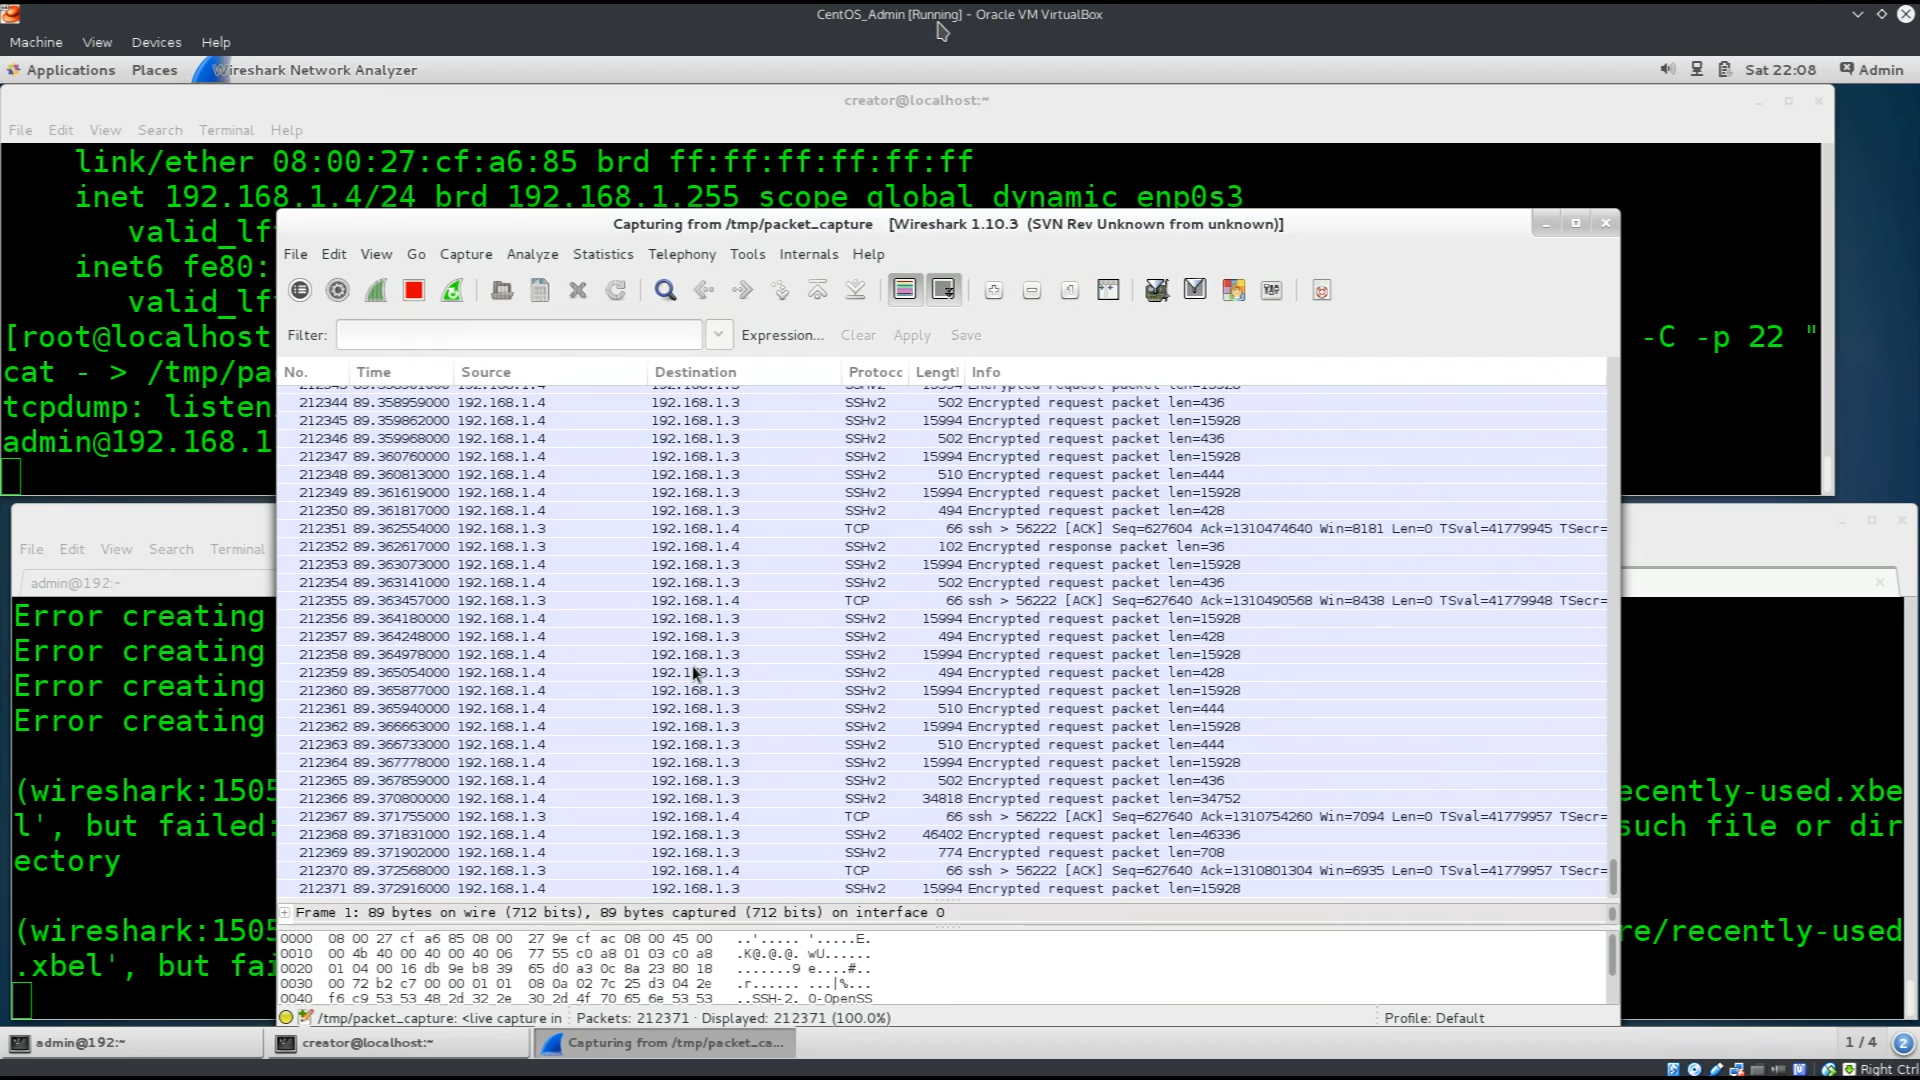 CentOS_Admin [Running] - Oracle VM VirtualBox
Machine View Devices Help
Applications Places Wireshark Network Analyzer Sat 22:08 Admin
creator@localhost:~
File Edit View Search Terminal Help
link/ether 08:00:27:cf:a6:85 brd ff:ff:ff:ff:ff:ff
inet 192.168.1.4/24 brd 192.168.1.255 scope global dynamic enp0s3
valid_lf
inet6 fe80:
valid_lf
[root@localhost -C -p 22 "
cat - > /tmp/pa
tcpdump: listen
admin@192.168.1
Capturing from /tmp/packet_capture [Wireshark 1.10.3 (SVN Rev Unknown from unknown)]
File Edit View Go Capture Analyze Statistics Telephony Tools Internals Help
Filter: Expression... Clear Apply Save
No. Time Source Destination Protocc Lengtl Info
212344 89.358959000 192.168.1.4 192.168.1.3 SSHv2 502 Encrypted request packet len=436
212345 89.359862000 192.168.1.4 192.168.1.3 SSHv2 15994 Encrypted request packet len=15928
212346 89.359968000 192.168.1.4 192.168.1.3 SSHv2 502 Encrypted request packet len=436
212347 89.360760000 192.168.1.4 192.168.1.3 SSHv2 15994 Encrypted request packet len=15928
212348 89.360813000 192.168.1.4 192.168.1.3 SSHv2 510 Encrypted request packet len=444
212349 89.361619000 192.168.1.4 192.168.1.3 SSHv2 15994 Encrypted request packet len=15928
212350 89.361817000 192.168.1.4 192.168.1.3 SSHv2 494 Encrypted request packet len=428
212351 89.362554000 192.168.1.3 192.168.1.4 TCP 66 ssh > 56222 [ACK] Seq=627604 Ack=1310474640 Win=8181 Len=0 TSval=41779945 TSecr=
212352 89.362617000 192.168.1.3 192.168.1.4 SSHv2 102 Encrypted response packet len=36
212353 89.363073000 192.168.1.4 192.168.1.3 SSHv2 15994 Encrypted request packet len=15928
212354 89.363141000 192.168.1.4 192.168.1.3 SSHv2 502 Encrypted request packet len=436
212355 89.363457000 192.168.1.3 192.168.1.4 TCP 66 ssh > 56222 [ACK] Seq=627640 Ack=1310490568 Win=8438 Len=0 TSval=41779948 TSecr=
212356 89.364180000 192.168.1.4 192.168.1.3 SSHv2 15994 Encrypted request packet len=15928
212357 89.364248000 192.168.1.4 192.168.1.3 SSHv2 494 Encrypted request packet len=428
212358 89.364978000 192.168.1.4 192.168.1.3 SSHv2 15994 Encrypted request packet len=15928
212359 89.365054000 192.168.1.4 192.168.1.3 SSHv2 494 Encrypted request packet len=428
212360 89.365877000 192.168.1.4 192.168.1.3 SSHv2 15994 Encrypted request packet len=15928
212361 89.365940000 192.168.1.4 192.168.1.3 SSHv2 510 Encrypted request packet len=444
212362 89.366663000 192.168.1.4 192.168.1.3 SSHv2 15994 Encrypted request packet len=15928
212363 89.366733000 192.168.1.4 192.168.1.3 SSHv2 510 Encrypted request packet len=444
212364 89.367778000 192.168.1.4 192.168.1.3 SSHv2 15994 Encrypted request packet len=15928
212365 89.367859000 192.168.1.4 192.168.1.3 SSHv2 502 Encrypted request packet len=436
212366 89.370800000 192.168.1.4 192.168.1.3 SSHv2 34818 Encrypted request packet len=34752
212367 89.371755000 192.168.1.3 192.168.1.4 TCP 66 ssh > 56222 [ACK] Seq=627640 Ack=1310754260 Win=7094 Len=0 TSval=41779957 TSecr=
212368 89.371831000 192.168.1.4 192.168.1.3 SSHv2 46402 Encrypted request packet len=46336
212369 89.371902000 192.168.1.4 192.168.1.3 SSHv2 774 Encrypted request packet len=708
212370 89.372568000 192.168.1.3 192.168.1.4 TCP 66 ssh > 56222 [ACK] Seq=627640 Ack=1310801304 Win=6935 Len=0 TSval=41779957 TSecr=
212371 89.372916000 192.168.1.4 192.168.1.3 SSHv2 15994 Encrypted request packet len=15928
Frame 1: 89 bytes on wire (712 bits), 89 bytes captured (712 bits) on interface 0
0000 08 00 27 cf a6 85 08 00 27 9e cf ac 08 00 45 00 ..'..... '.....E.
0010 00 4b 40 00 40 00 40 06 77 55 c0 a8 01 03 c0 a8 .K@.@.@. wU......
0020 01 04 00 16 db 9e b8 39 65 d0 a3 0c 8a 23 80 18 .......9 e....#..
0030 00 72 b2 c7 00 00 01 01 08 0a 02 7c 25 d3 04 2e .r...... ...|%...
0040 f6 c9 53 53 48 2d 32 2e 30 2d 4f 70 65 6e 53 53 ..SSH-2. 0-OpenSS
/tmp/packet_capture: <live capture in Packets: 212371 · Displayed: 212371 (100.0%) Profile: Default
File Edit View Search Terminal
admin@192:~
Error creating
Error creating
Error creating
Error creating
(wireshark:1505 ecently-used.xbe
l', but failed: such file or dir
ectory
(wireshark:1505 re/recently-used
.xbel', but fai
admin@192:~ creator@localhost:~ Capturing from /tmp/packet_ca... 1 / 4 2
Right Ctrl